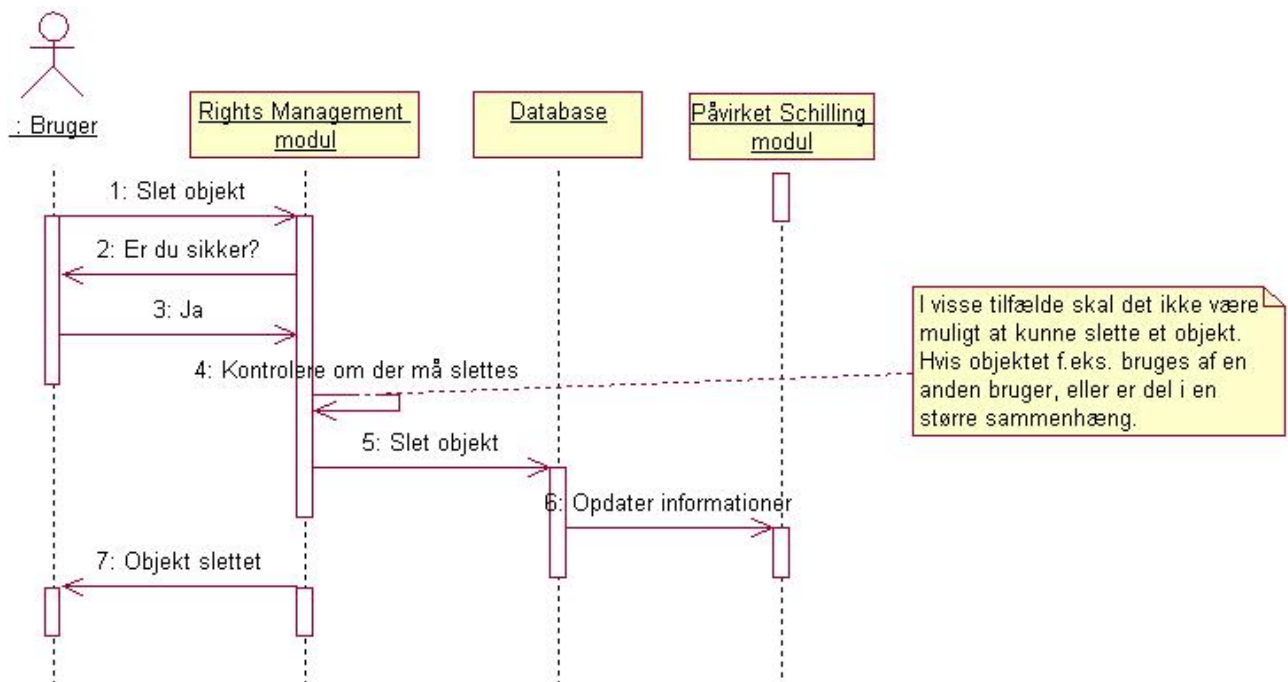 : Bruger
Rights Management
modul
Database
Påvirket Schilling
modul
1: Slet objekt
2: Er du sikker?
3: Ja
4: Kontrolere om der må slettes
I visse tilfælde skal det ikke være
muligt at kunne slette et objekt.
Hvis objektet f.eks. bruges af en
anden bruger, eller er del i en
større sammenhæng.
5: Slet objekt
6: Opdater informationer
7: Objekt slettet